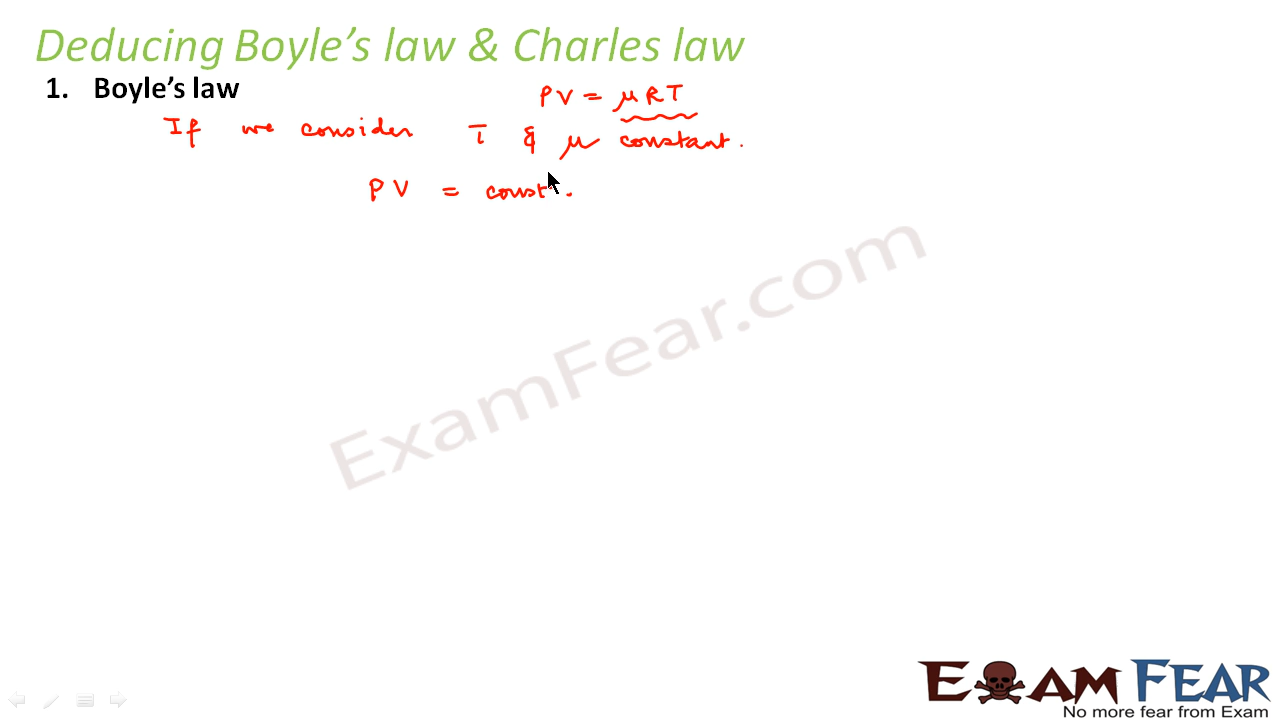 Deducing Boyle's law & Charles law
1. Boyle's law
PV = μRT
If we consider T & μ constant.
PV = const.
ExamFear.com
EXAM FEAR
No more fear from Exam